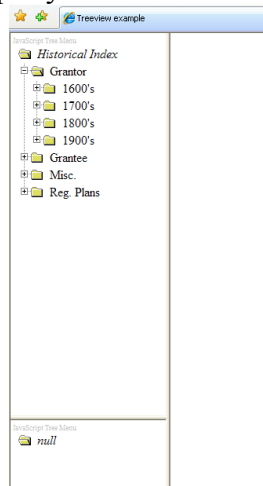 Treeview example
JavaScript Tree Menu
Historical Index
Grantor
1600's
1700's
1800's
1900's
Grantee
Misc.
Reg. Plans
JavaScript Tree Menu
null